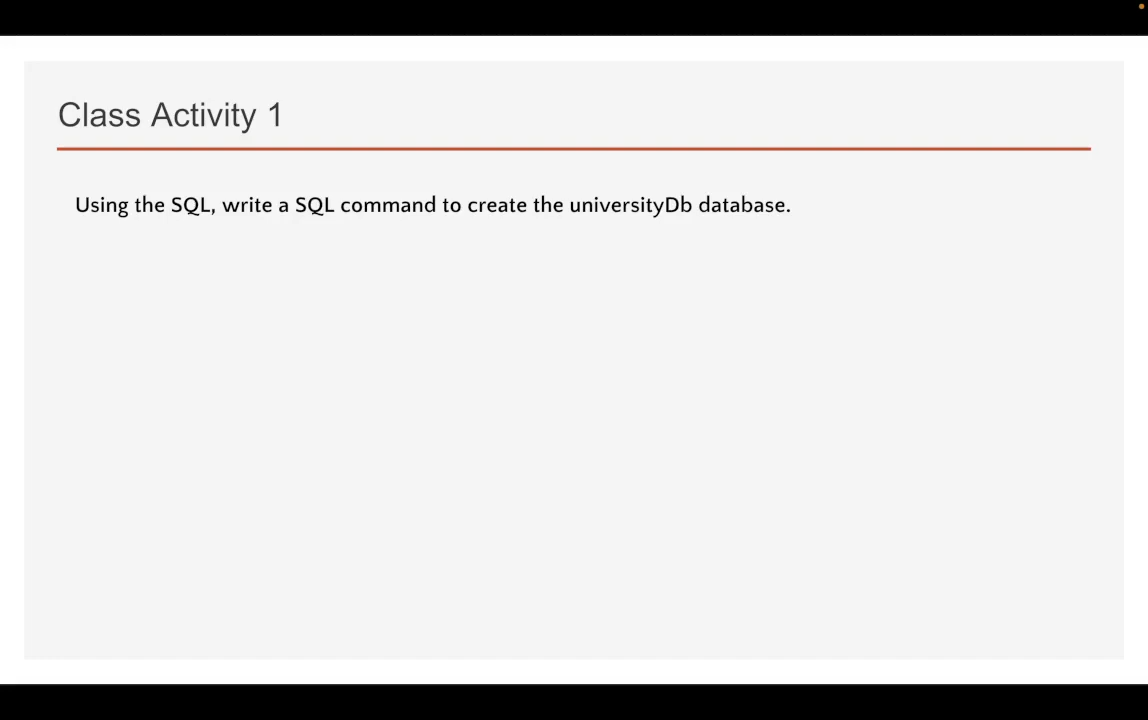 Class Activity 1
Using the SQL, write a SQL command to create the universityDb database.